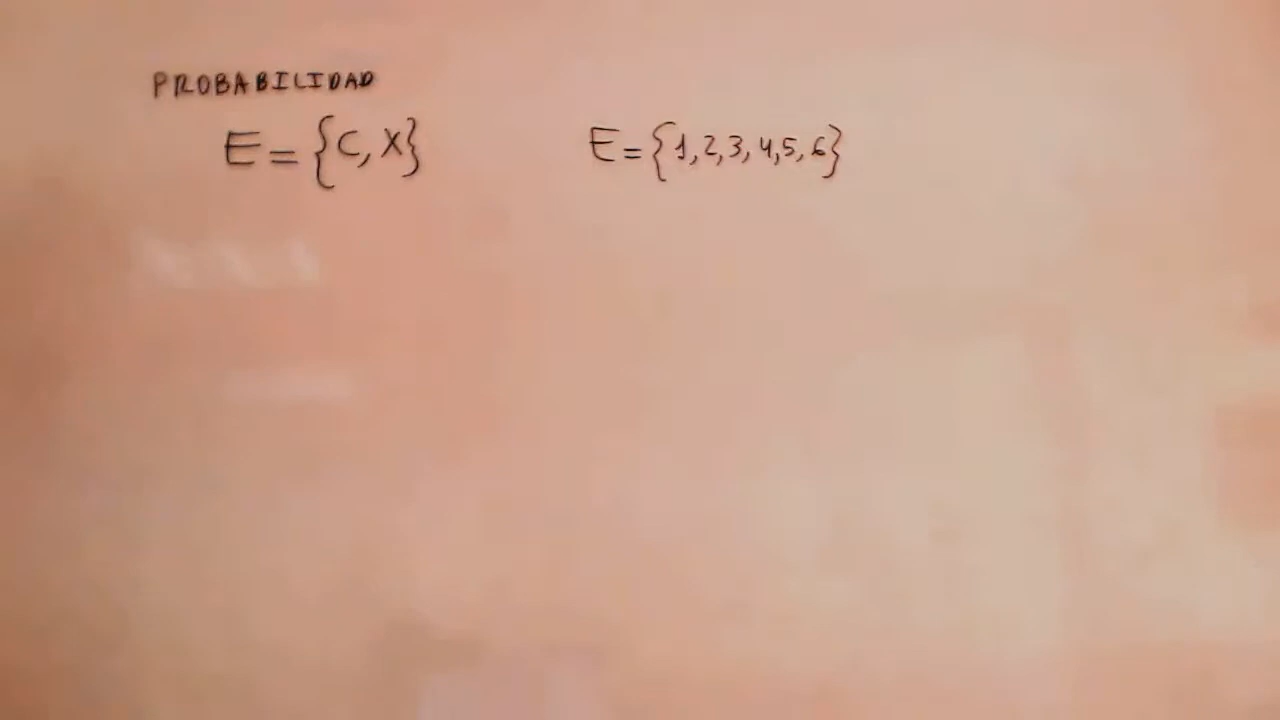 PROBABILIDAD
E = {C, X} E = {1, 2, 3, 4, 5, 6}